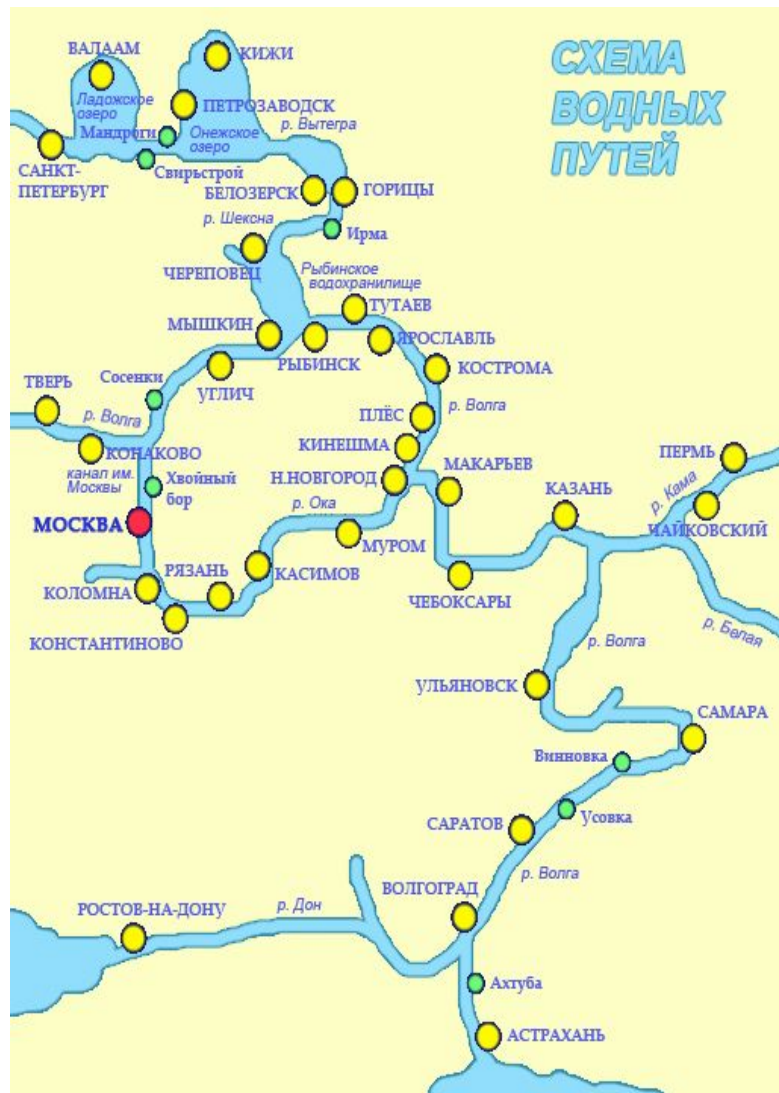 СХЕМА
ВОДНЫХ
ПУТЕЙ
ВАЛААМ
КИЖИ
Ладожское
озеро
ПЕТРОЗАВОДСК
Мандроги
Онежское
озеро
р. Вытегра
САНКТ-
ПЕТЕРБУРГ
Свирьстрой
БЕЛОЗЕРСК
ГОРИЦЫ
р. Шексна
Ирма
ЧЕРЕПОВЕЦ
Рыбинское
водохранилище
ТУТАЕВ
МЫШКИН
РЫБИНСК
ЯРОСЛАВЛЬ
УГЛИЧ
КОСТРОМА
Сосенки
ТВЕРЬ
р. Волга
ПЛЁС
р. Волга
КОНАКОВО
КИНЕШМА
канал им.
Москвы
Хвойный
бор
Н.НОВГОРОД
МАКАРЬЕВ
ПЕРМЬ
КАЗАНЬ
р. Кама
ЧАЙКОВСКИЙ
МОСКВА
р. Ока
МУРОМ
РЯЗАНЬ
КАСИМОВ
ЧЕБОКСАРЫ
КОЛОМНА
КОНСТАНТИНОВО
р. Волга
р. Белая
УЛЬЯНОВСК
САМАРА
Винновка
Усовка
САРАТОВ
р. Волга
ВОЛГОГРАД
РОСТОВ-НА-ДОНУ
р. Дон
Ахтуба
АСТРАХАНЬ